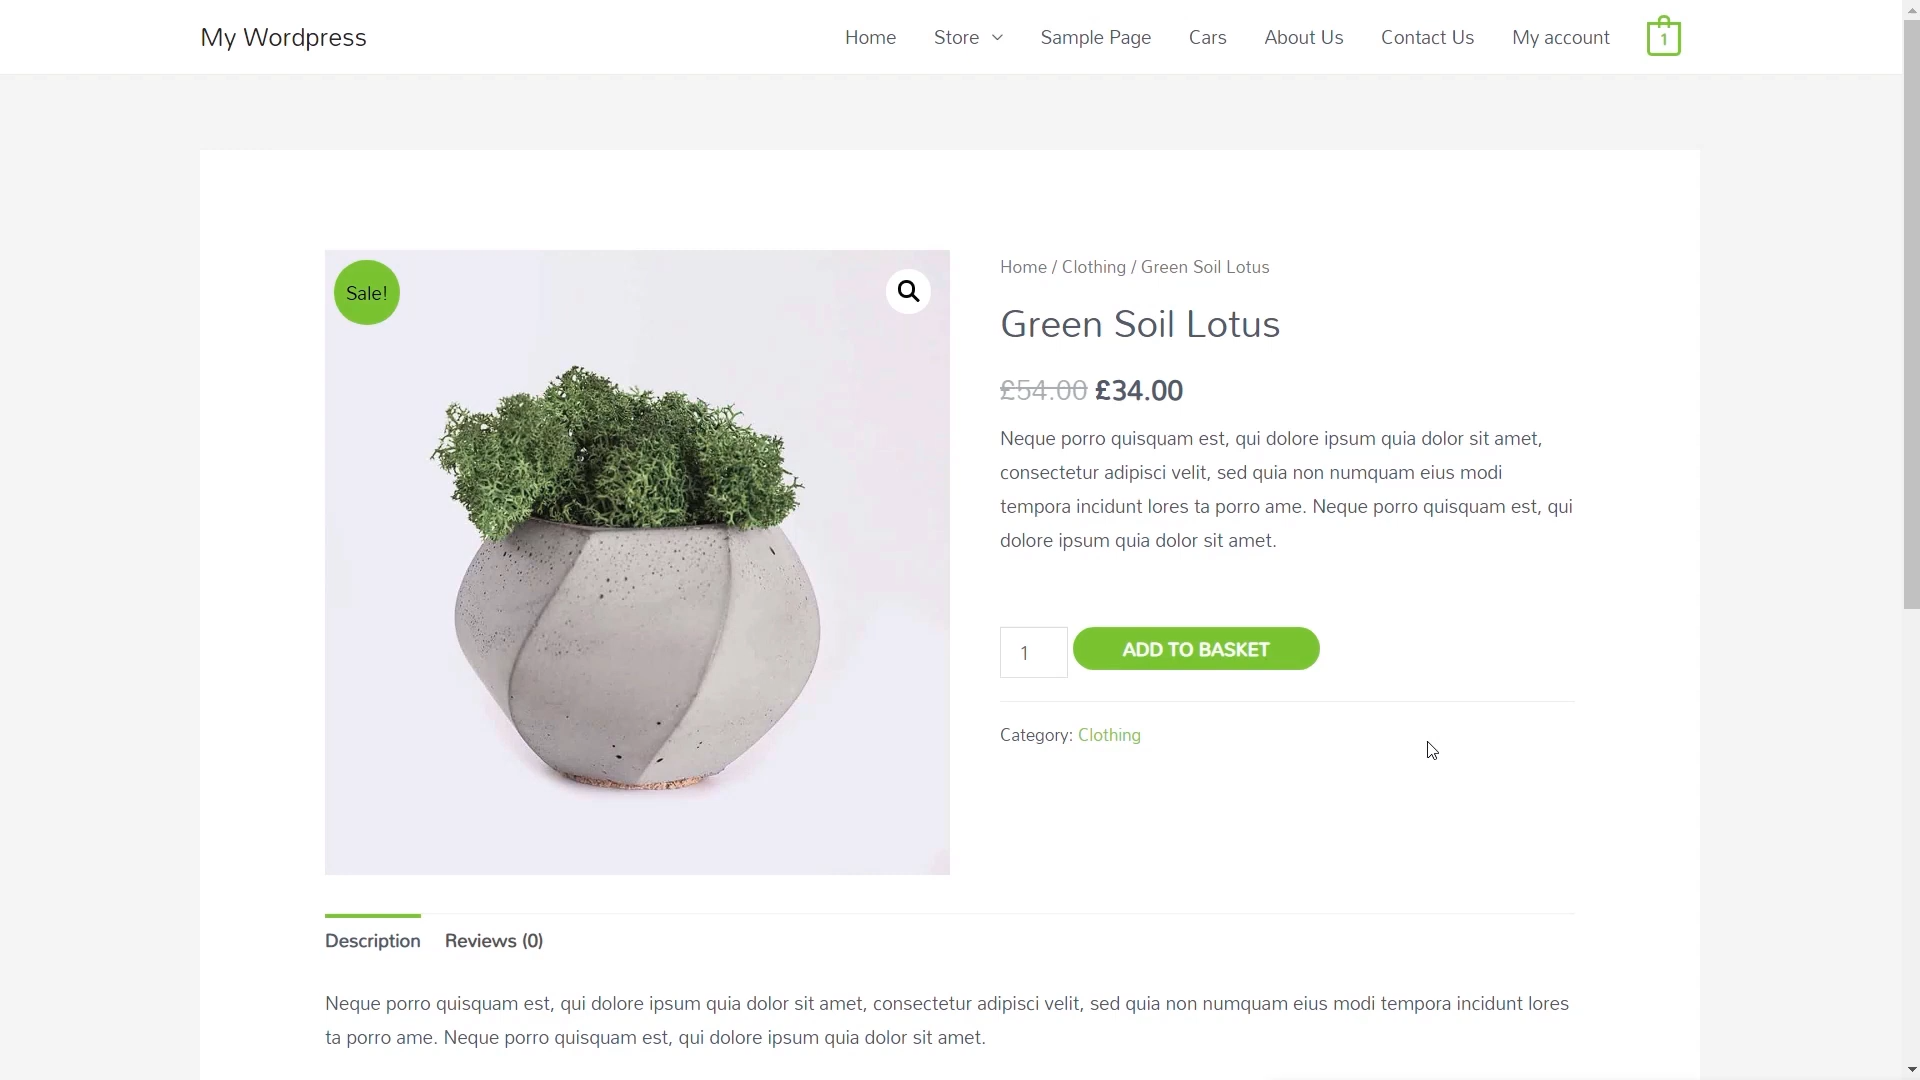 My Wordpress
Home Store Sample Page Cars About Us Contact Us My account 1
Sale!
Home / Clothing / Green Soil Lotus
Green Soil Lotus
£54.00 £34.00
Neque porro quisquam est, qui dolore ipsum quia dolor sit amet,
consectetur adipisci velit, sed quia non numquam eius modi
tempora incidunt lores ta porro ame. Neque porro quisquam est, qui
dolore ipsum quia dolor sit amet.
1 ADD TO BASKET
Category: Clothing
Description Reviews (0)
Neque porro quisquam est, qui dolore ipsum quia dolor sit amet, consectetur adipisci velit, sed quia non numquam eius modi tempora incidunt lores
ta porro ame. Neque porro quisquam est, qui dolore ipsum quia dolor sit amet.